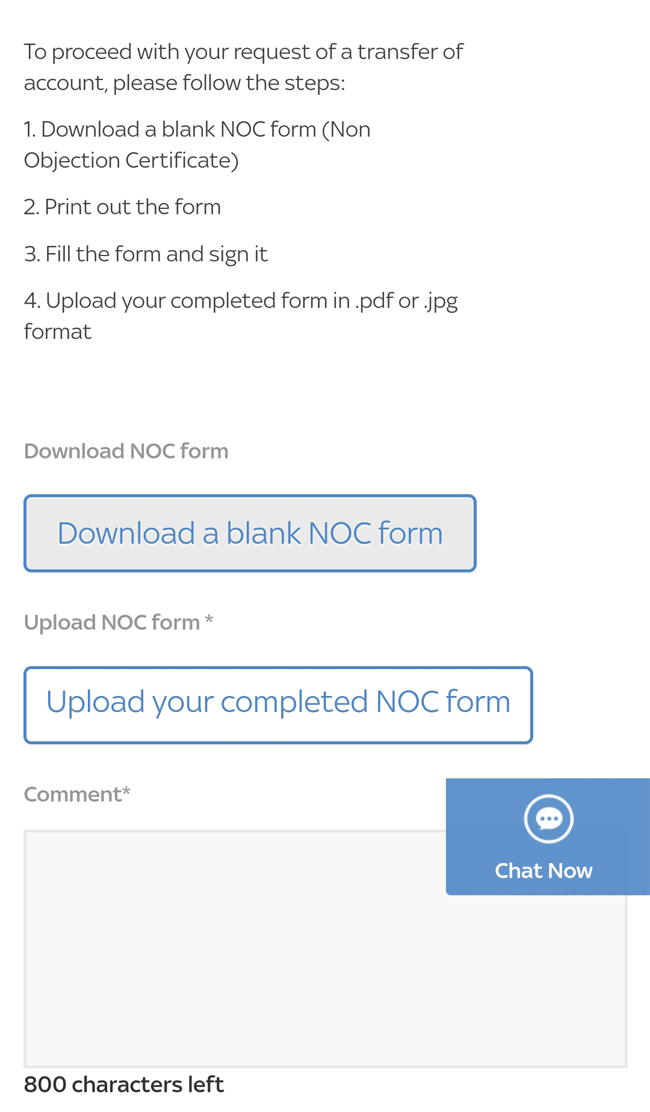 To proceed with your request of a transfer of
account, please follow the steps:
1. Download a blank NOC form (Non
Objection Certificate)
2. Print out the form
3. Fill the form and sign it
4. Upload your completed form in .pdf or .jpg
format
Download NOC form
Download a blank NOC form
Upload NOC form *
Upload your completed NOC form
Comment*
Chat Now
800 characters left